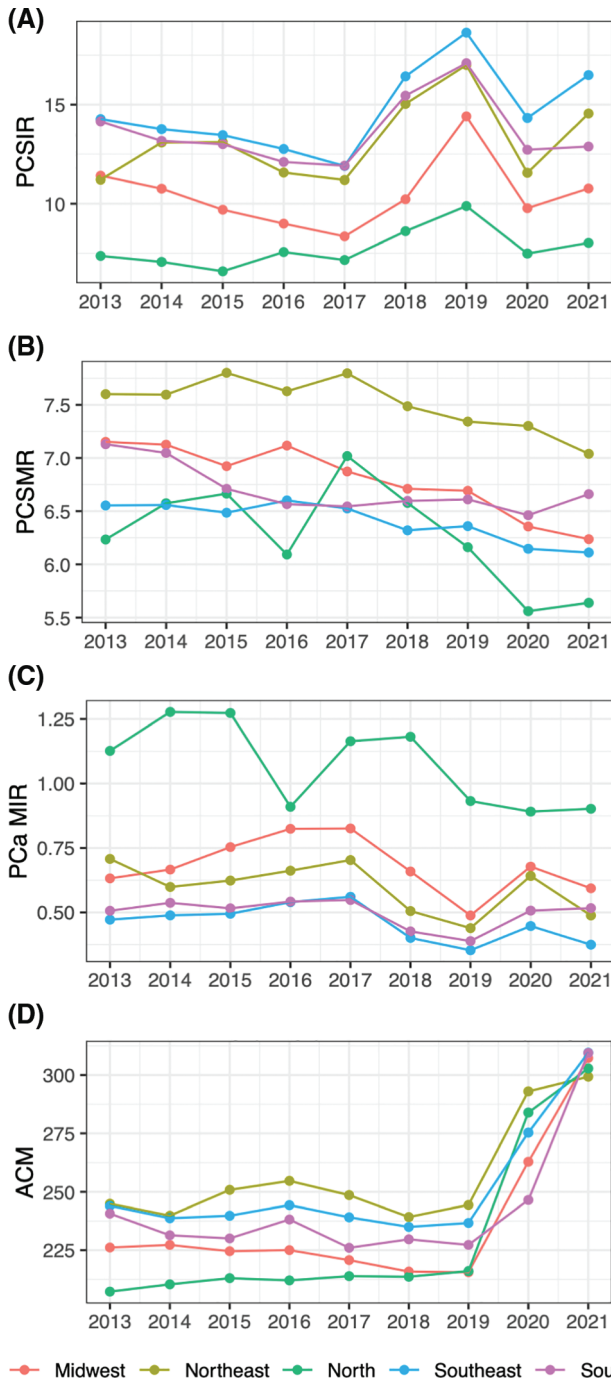 (A)
PCSIR
15
10
2013 2014 2015 2016 2017 2018 2019 2020 2021
(B)
PCSMR
7.5
7.0
6.5
6.0
5.5
2013 2014 2015 2016 2017 2018 2019 2020 2021
(C)
PCa MIR
1.25
1.00
0.75
0.50
2013 2014 2015 2016 2017 2018 2019 2020 2021
(D)
ACM
300
275
250
225
2013 2014 2015 2016 2017 2018 2019 2020 2021
Midwest Northeast North Southeast Sou